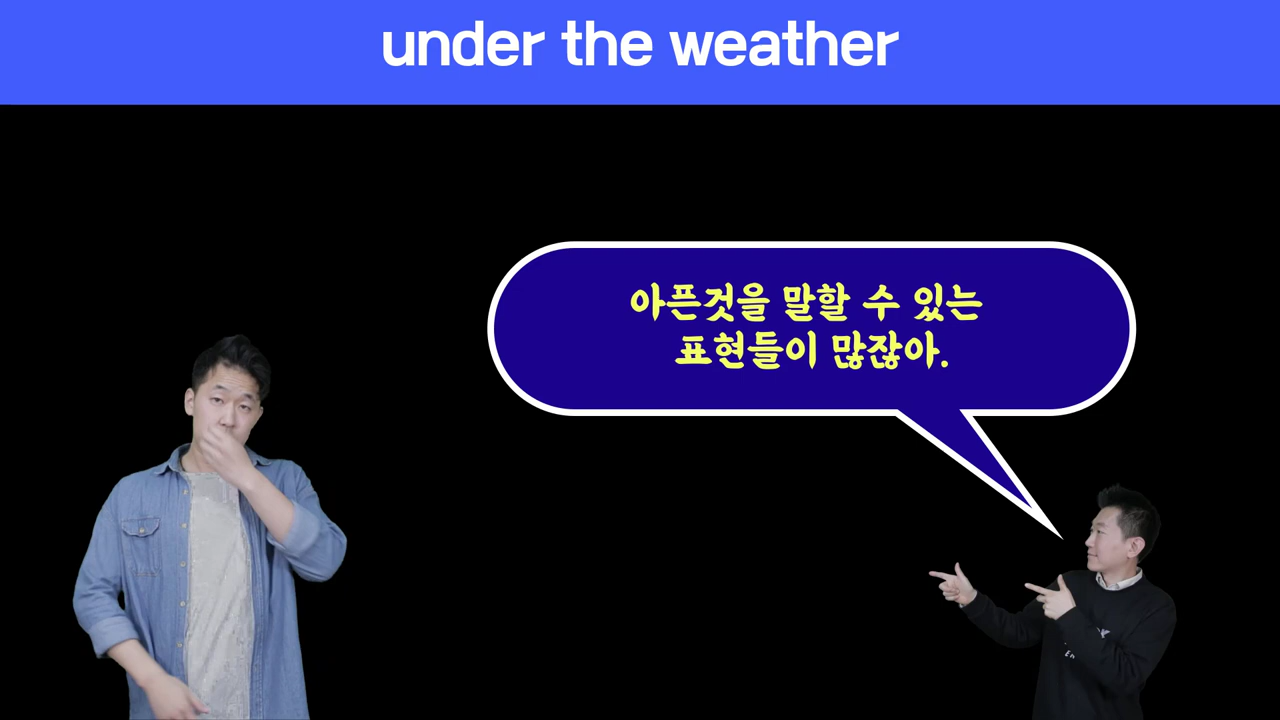 under the weather
아픈것을 말할 수 있는
표현들이 많잖아.